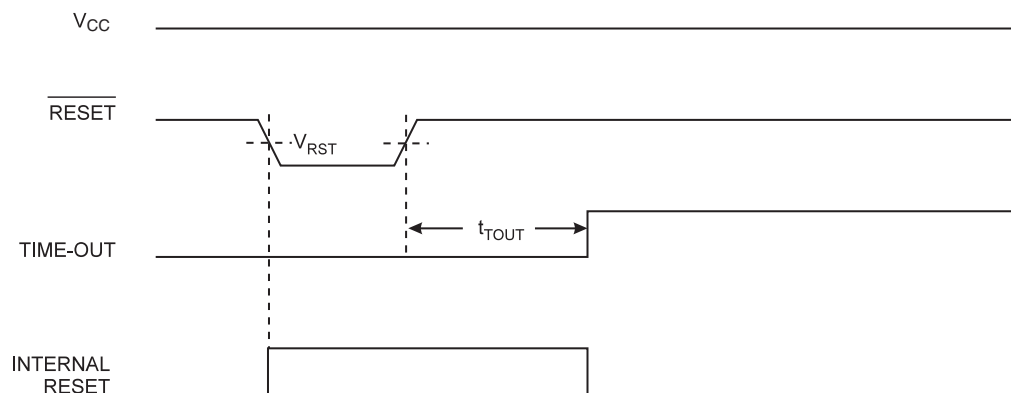 VCC
RESET
VRST
tTOUT
TIME-OUT
INTERNAL
RESET